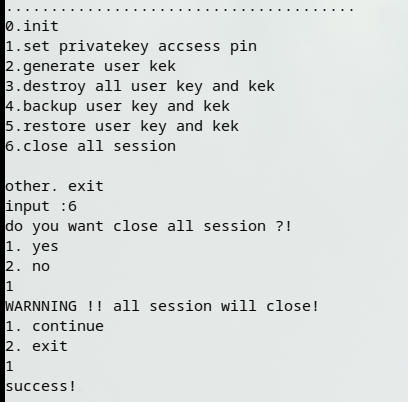 .......................................
0.init
1.set privatekey accsess pin
2.generate user kek
3.destroy all user key and kek
4.backup user key and kek
5.restore user key and kek
6.close all session
other. exit
input :6
do you want close all session ?!
1. yes
2. no
1
WARNNING !! all session will close!
1. continue
2. exit
1
success!